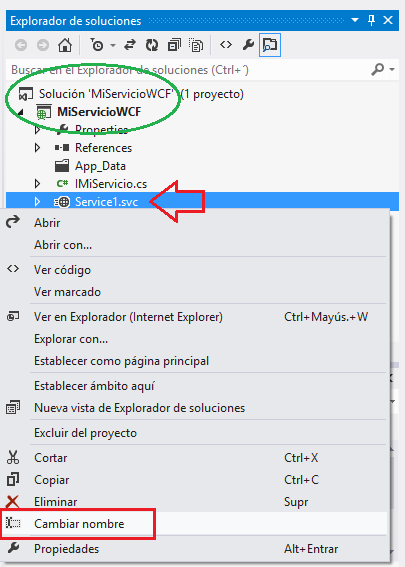 Explorador de soluciones
Buscar en el Explorador de soluciones (Ctrl+´)
Solución 'MiServicioWCF' (1 proyecto)
MiServicioWCF
Properties
References
App_Data
C# IMiServicio.cs
Service1.svc
Abrir
Abrir con...
Ver código
Ver marcado
Ver en Explorador (Internet Explorer) Ctrl+Mayús.+W
Explorar con...
Establecer como página principal
Establecer ámbito aquí
Nueva vista de Explorador de soluciones
Excluir del proyecto
Cortar Ctrl+X
Copiar Ctrl+C
Eliminar Supr
Cambiar nombre
Propiedades Alt+Entrar